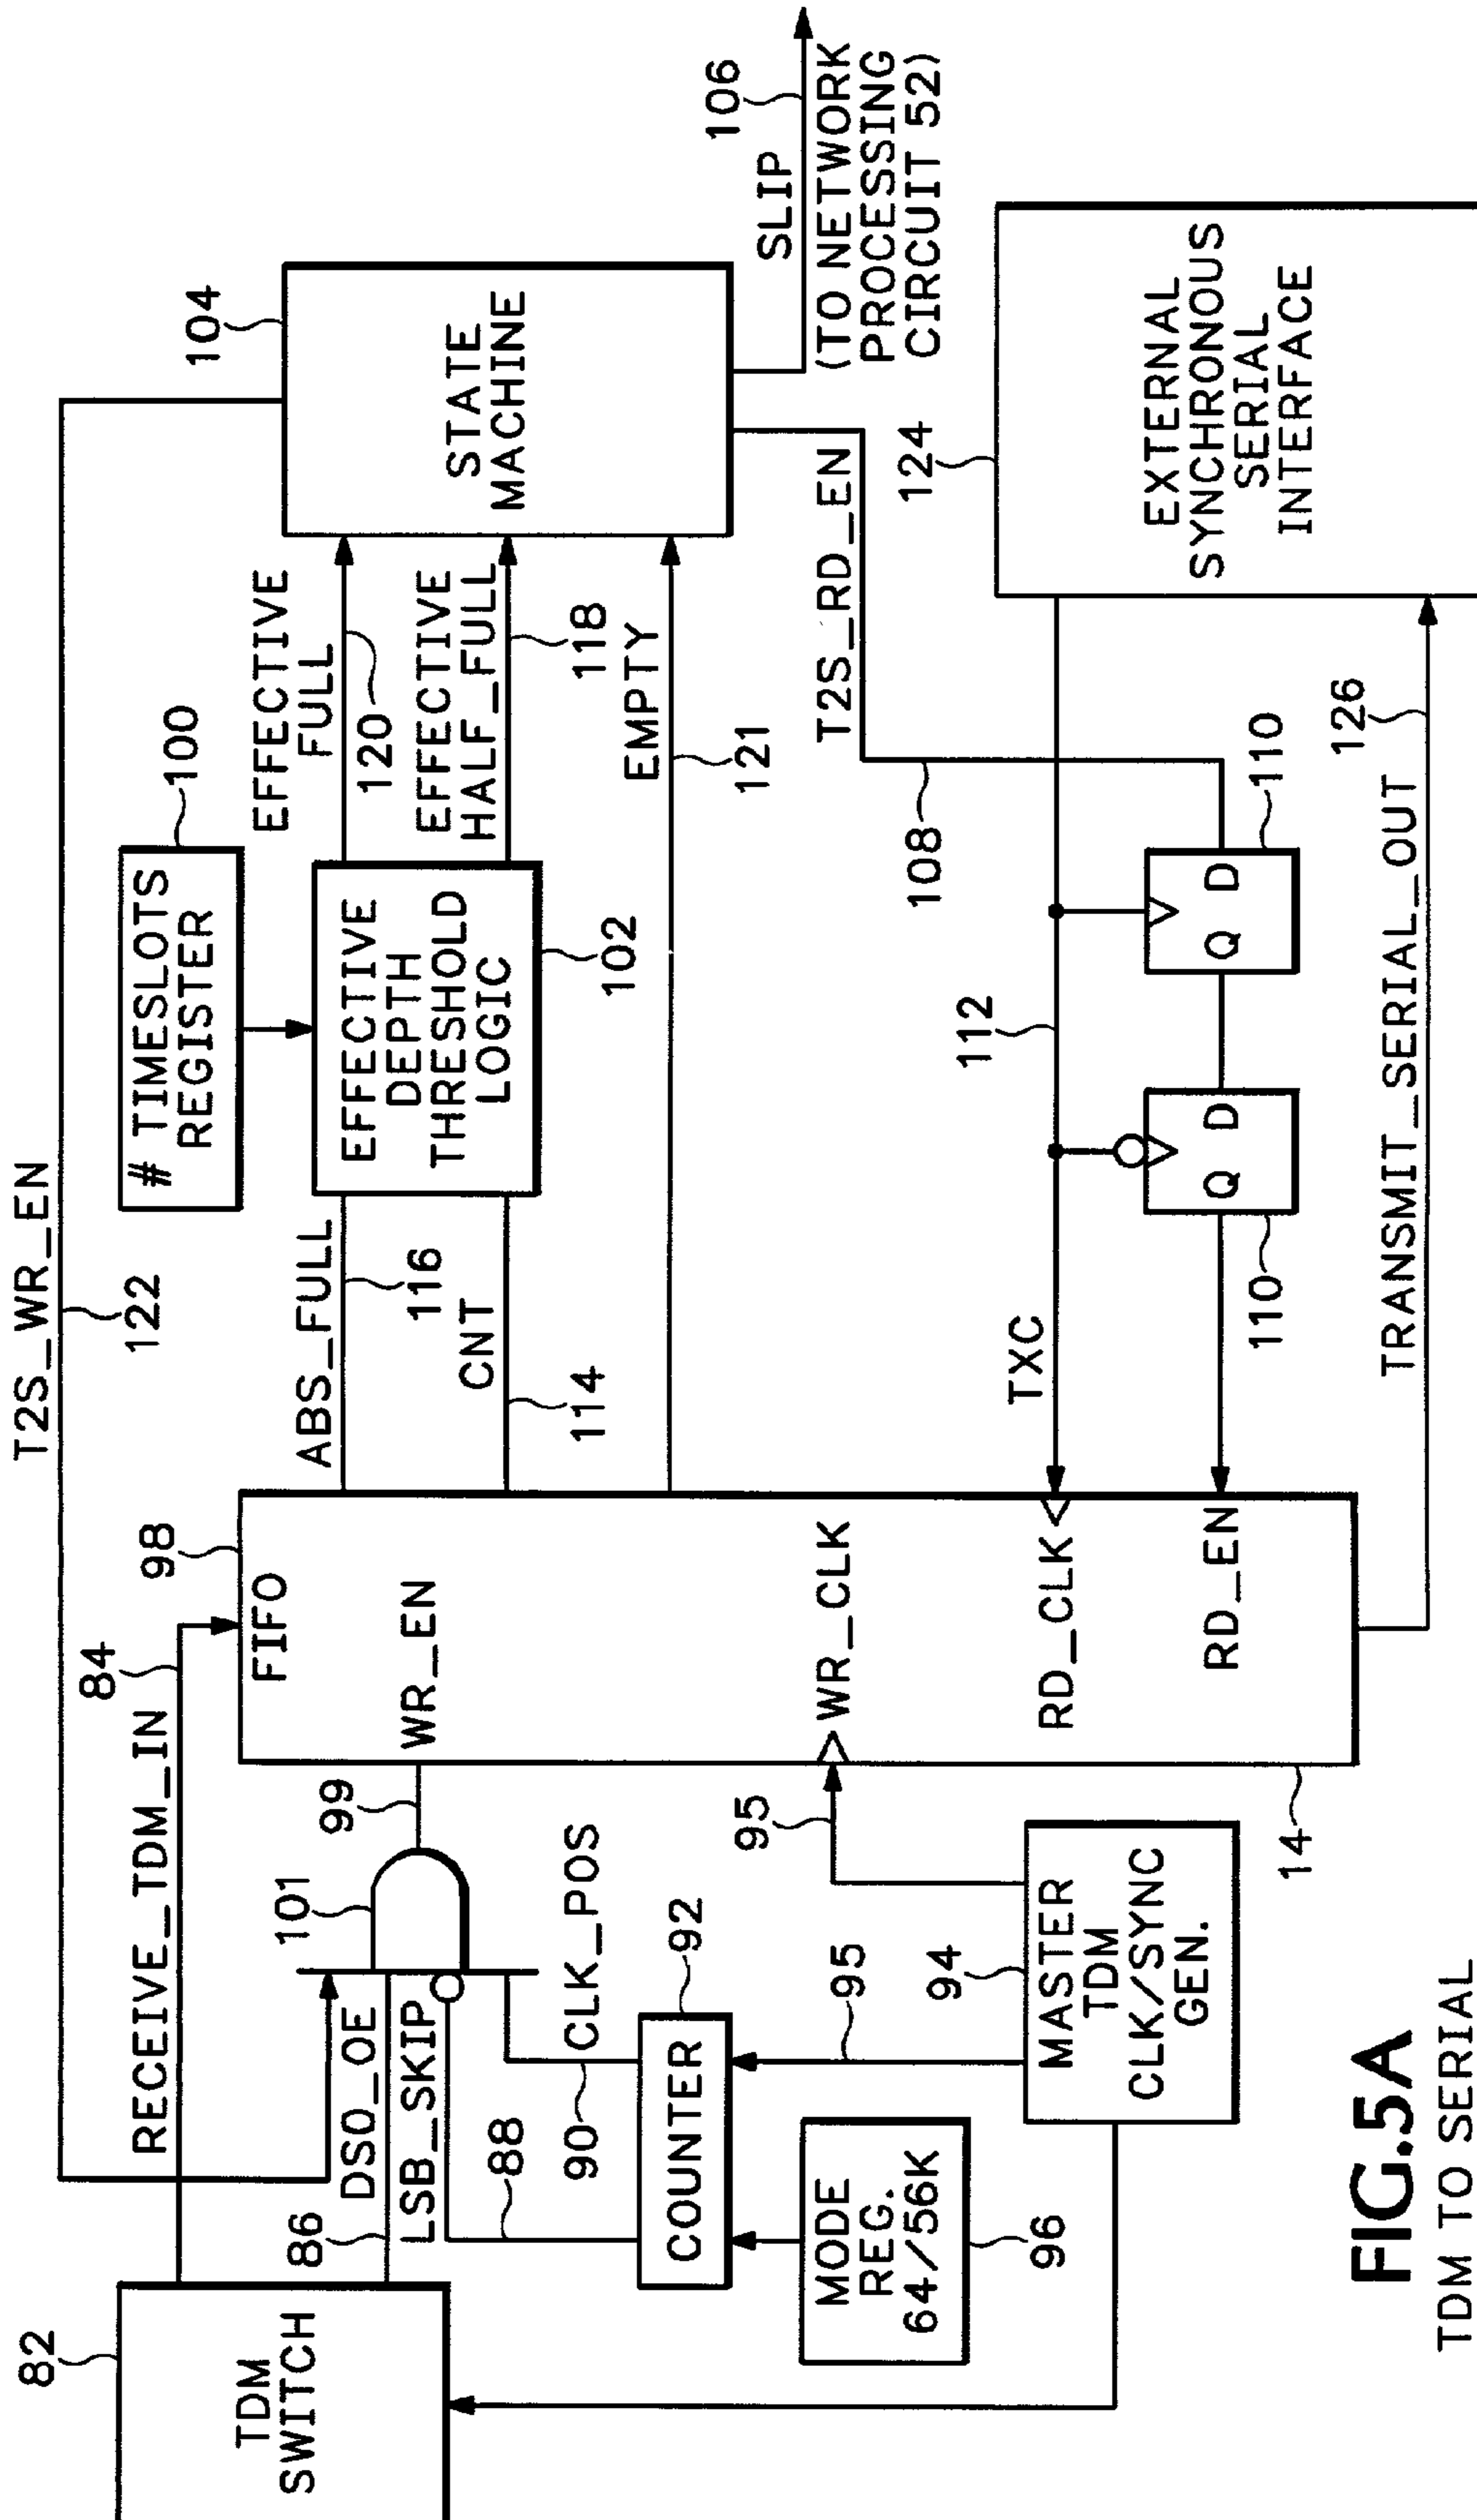 82
TDM
SWITCH
T2S_WR_EN
122
RECEIVE_TDM_IN
84
86
DSO_OE
LSB_SKIP
88
90
CLK_POS
101
99
COUNTER
92
MODE
REG.
64/56K
96
95
94
MASTER
TDM
CLK/SYNC
GEN.
95
14
98
FIFO
WR_EN
WR_CLK
RD_CLK
RD_EN
ABS_FULL
116
CNT
114
# TIMESLOTS
REGISTER
100
EFFECTIVE
DEPTH
THRESHOLD
LOGIC
102
EFFECTIVE
FULL
120
EFFECTIVE
HALF_FULL
118
EMPTY
121
104
STATE
MACHINE
SLIP
106
(TO NETWORK
PROCESSING
CIRCUIT 52)
T2S_RD_EN
108
TXC
112
Q D
110
Q D
110
124
EXTERNAL
SYNCHRONOUS
SERIAL
INTERFACE
TRANSMIT_SERIAL_OUT
126
FIG.5A
TDM TO SERIAL